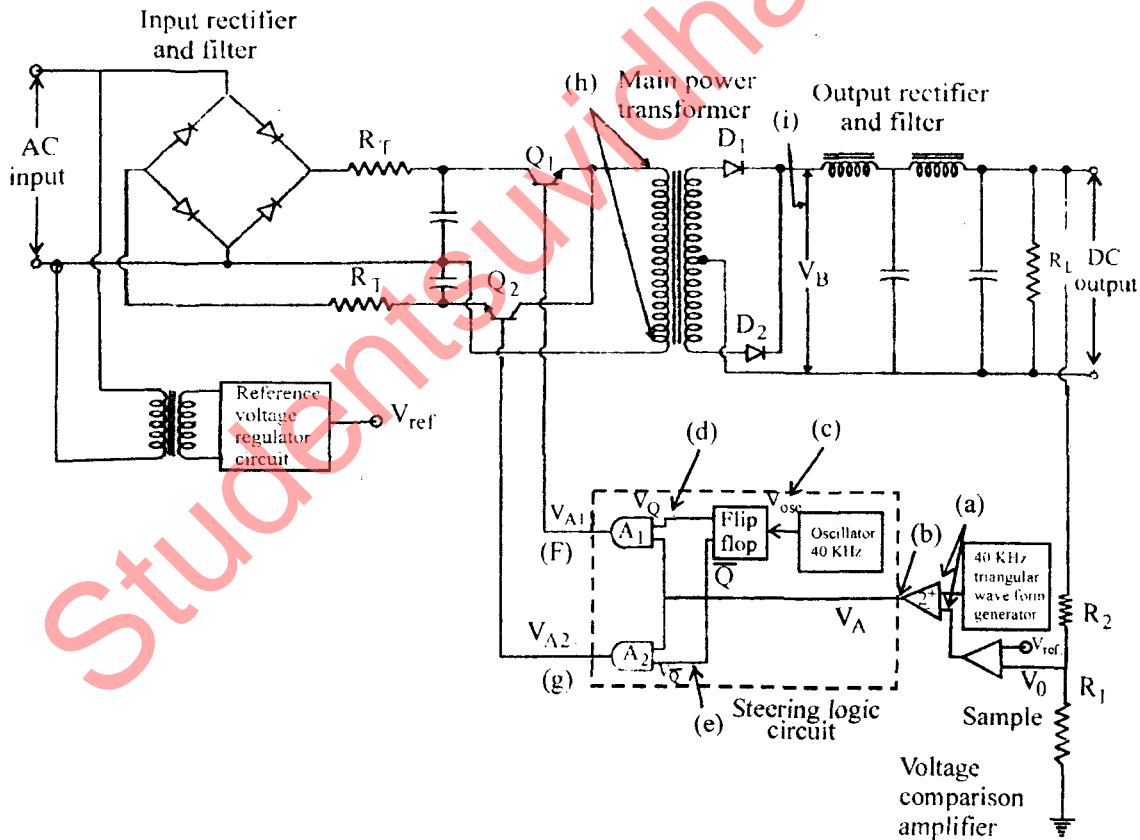 Input rectifier
and filter
(h)
Main power
transformer
(i)
Output rectifier
and filter
AC
input
R_T
Q_1
D_1
V_B
R_L
DC
output
R_T
Q_2
D_2
Reference
voltage
regulator
circuit
V_ref
(d)
(c)
V_Q
V_osc
(a)
V_A1
A_1
Flip
flop
Oscillator
40 KHz
(b)
40 KHz
triangular
wave form
generator
(F)
Q̅
2
+
-
V_A
R_2
V_A2
A_2
V_Q̅
V_ref.
V_0
R_1
(g)
(e)
Steering logic
circuit
Sample
Voltage
comparison
amplifier
Studentsuvidha